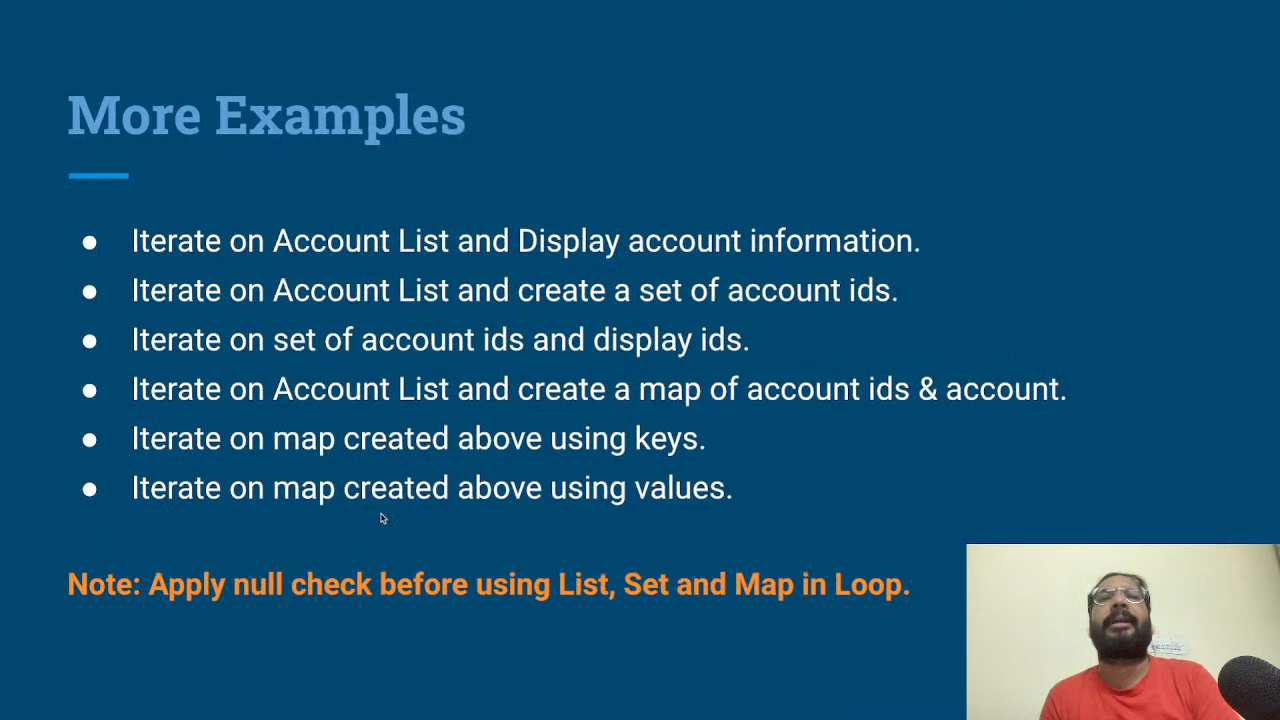 More Examples
● Iterate on Account List and Display account information.
● Iterate on Account List and create a set of account ids.
● Iterate on set of account ids and display ids.
● Iterate on Account List and create a map of account ids & account.
● Iterate on map created above using keys.
● Iterate on map created above using values.
Note: Apply null check before using List, Set and Map in Loop.